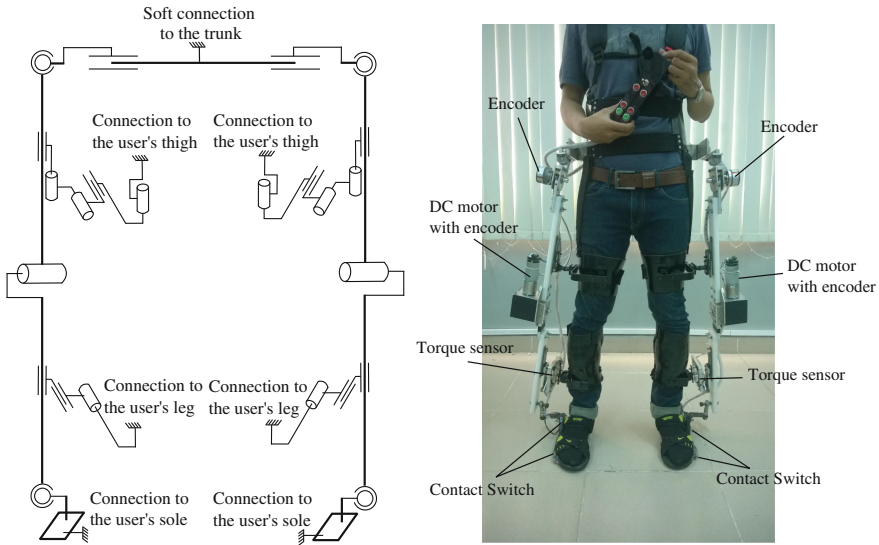 Soft connection
to the trunk
Connection to
the user's thigh
Connection to
the user's thigh
Connection to
the user's leg
Connection to
the user's leg
Connection to
the user's sole
Connection to
the user's sole
Encoder
Encoder
DC motor
with encoder
DC motor
with encoder
Torque sensor
Torque sensor
Contact Switch
Contact Switch